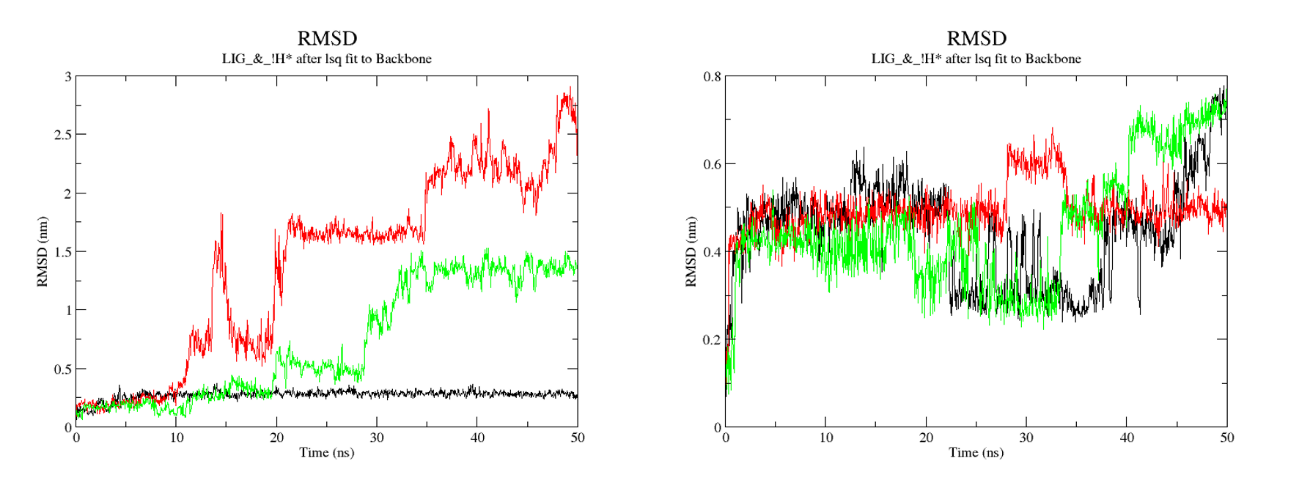 RMSD
LIG_&_!H* after lsq fit to Backbone
3
2.5
2
1.5
1
0.5
0
RMSD (nm)
0 10 20 30 40 50
Time (ns)
RMSD
LIG_&_!H* after lsq fit to Backbone
0.8
0.6
0.4
0.2
0
RMSD (nm)
0 10 20 30 40 50
Time (ns)